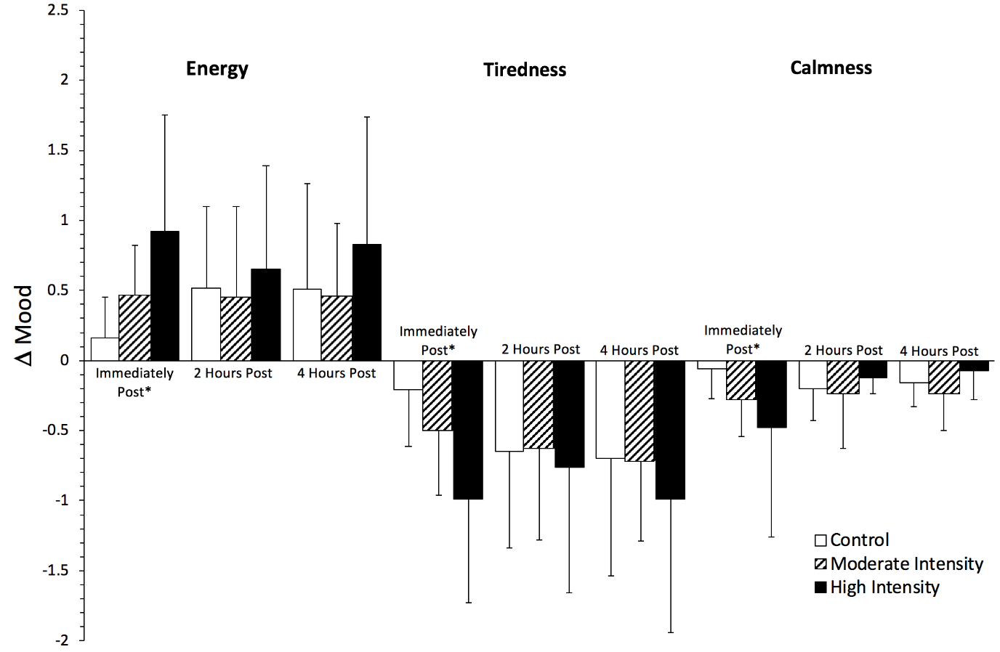 2.5
2
1.5
1
0.5
0
-0.5
-1
-1.5
-2
Δ Mood
Energy
Tiredness
Calmness
Immediately
Post*
2 Hours Post
4 Hours Post
Immediately
Post*
2 Hours Post
4 Hours Post
Immediately
Post*
2 Hours Post
4 Hours Post
Control
Moderate Intensity
High Intensity